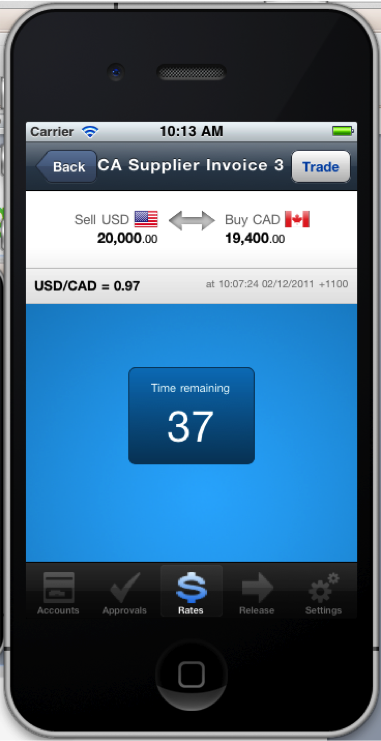 Carrier 10:13 AM
Back CA Supplier Invoice 3 Trade
Sell USD Buy CAD
20,000.00 19,400.00
USD/CAD = 0.97 at 10:07:24 02/12/2011 +1100
Time remaining
37
Accounts Approvals Rates Release Settings